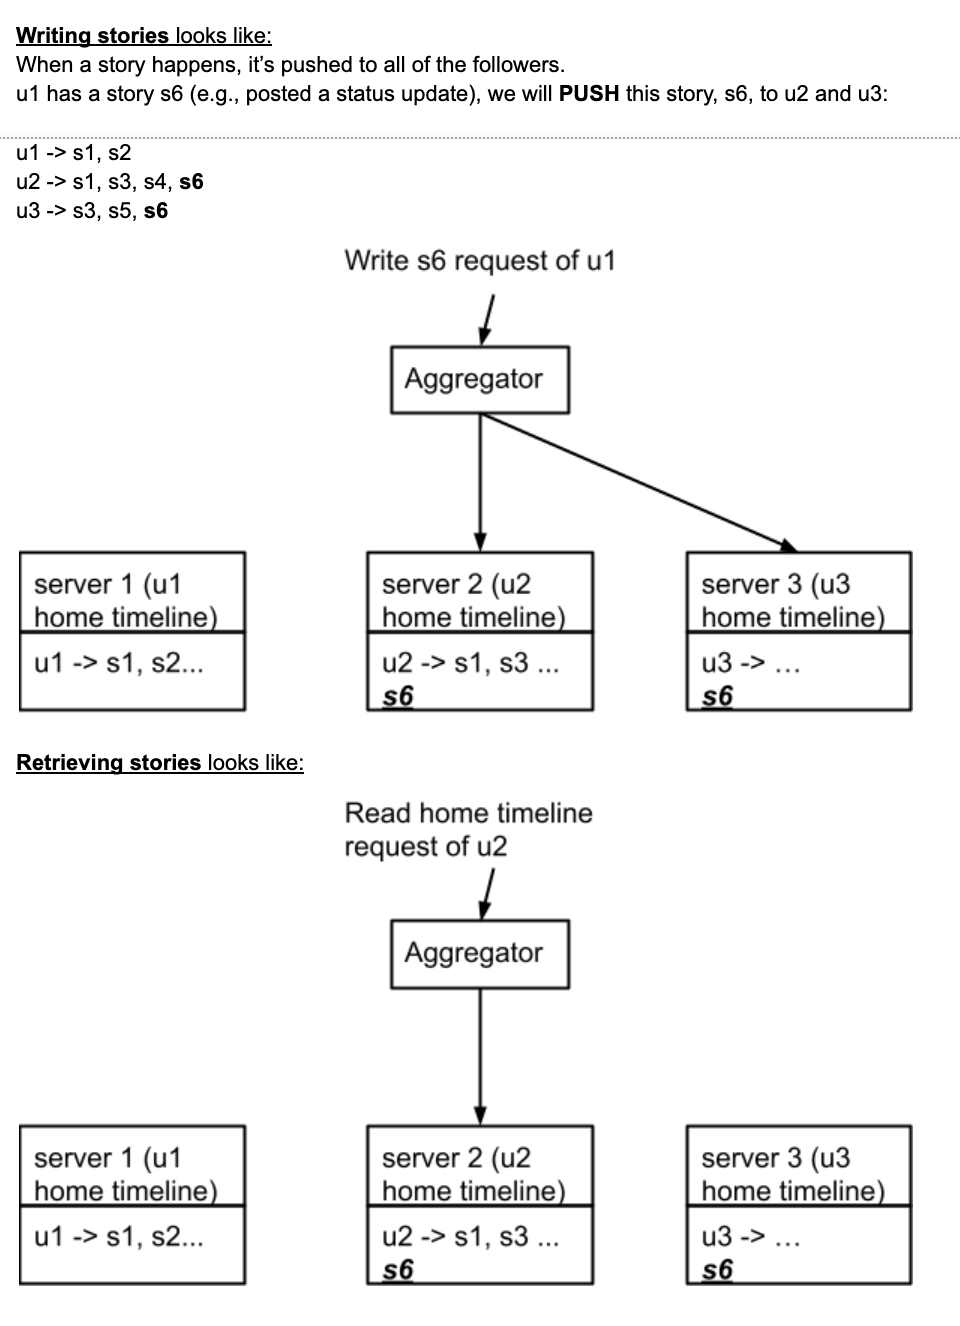 Writing stories looks like:
When a story happens, it’s pushed to all of the followers.
u1 has a story s6 (e.g., posted a status update), we will PUSH this story, s6, to u2 and u3:
u1 -> s1, s2
u2 -> s1, s3, s4, s6
u3 -> s3, s5, s6
Write s6 request of u1
Aggregator
server 1 (u1
home timeline)
u1 -> s1, s2...
server 2 (u2
home timeline)
u2 -> s1, s3 ...
s6
server 3 (u3
home timeline)
u3 -> ...
s6
Retrieving stories looks like:
Read home timeline
request of u2
Aggregator
server 1 (u1
home timeline)
u1 -> s1, s2...
server 2 (u2
home timeline)
u2 -> s1, s3 ...
s6
server 3 (u3
home timeline)
u3 -> ...
s6